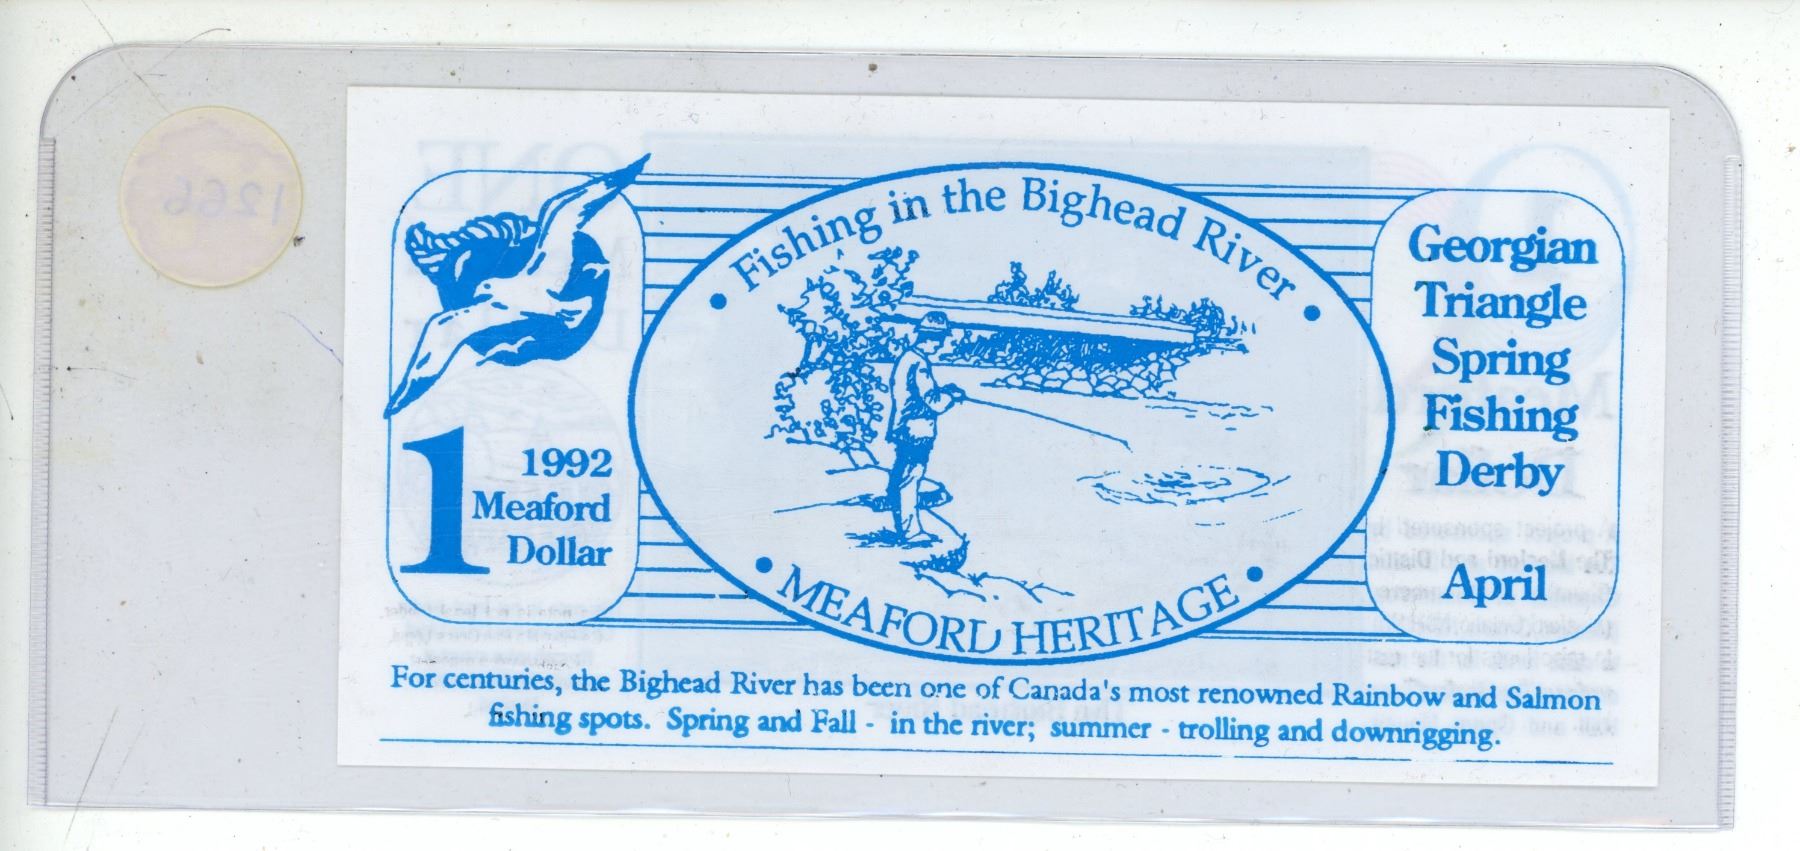 1266
Fishing in the Bighead River
1
1992
Meaford
Dollar
Georgian
Triangle
Spring
Fishing
Derby
April
MEAFORD HERITAGE
For centuries, the Bighead River has been one of Canada's most renowned Rainbow and Salmon
fishing spots. Spring and Fall - in the river; summer - trolling and downrigging.